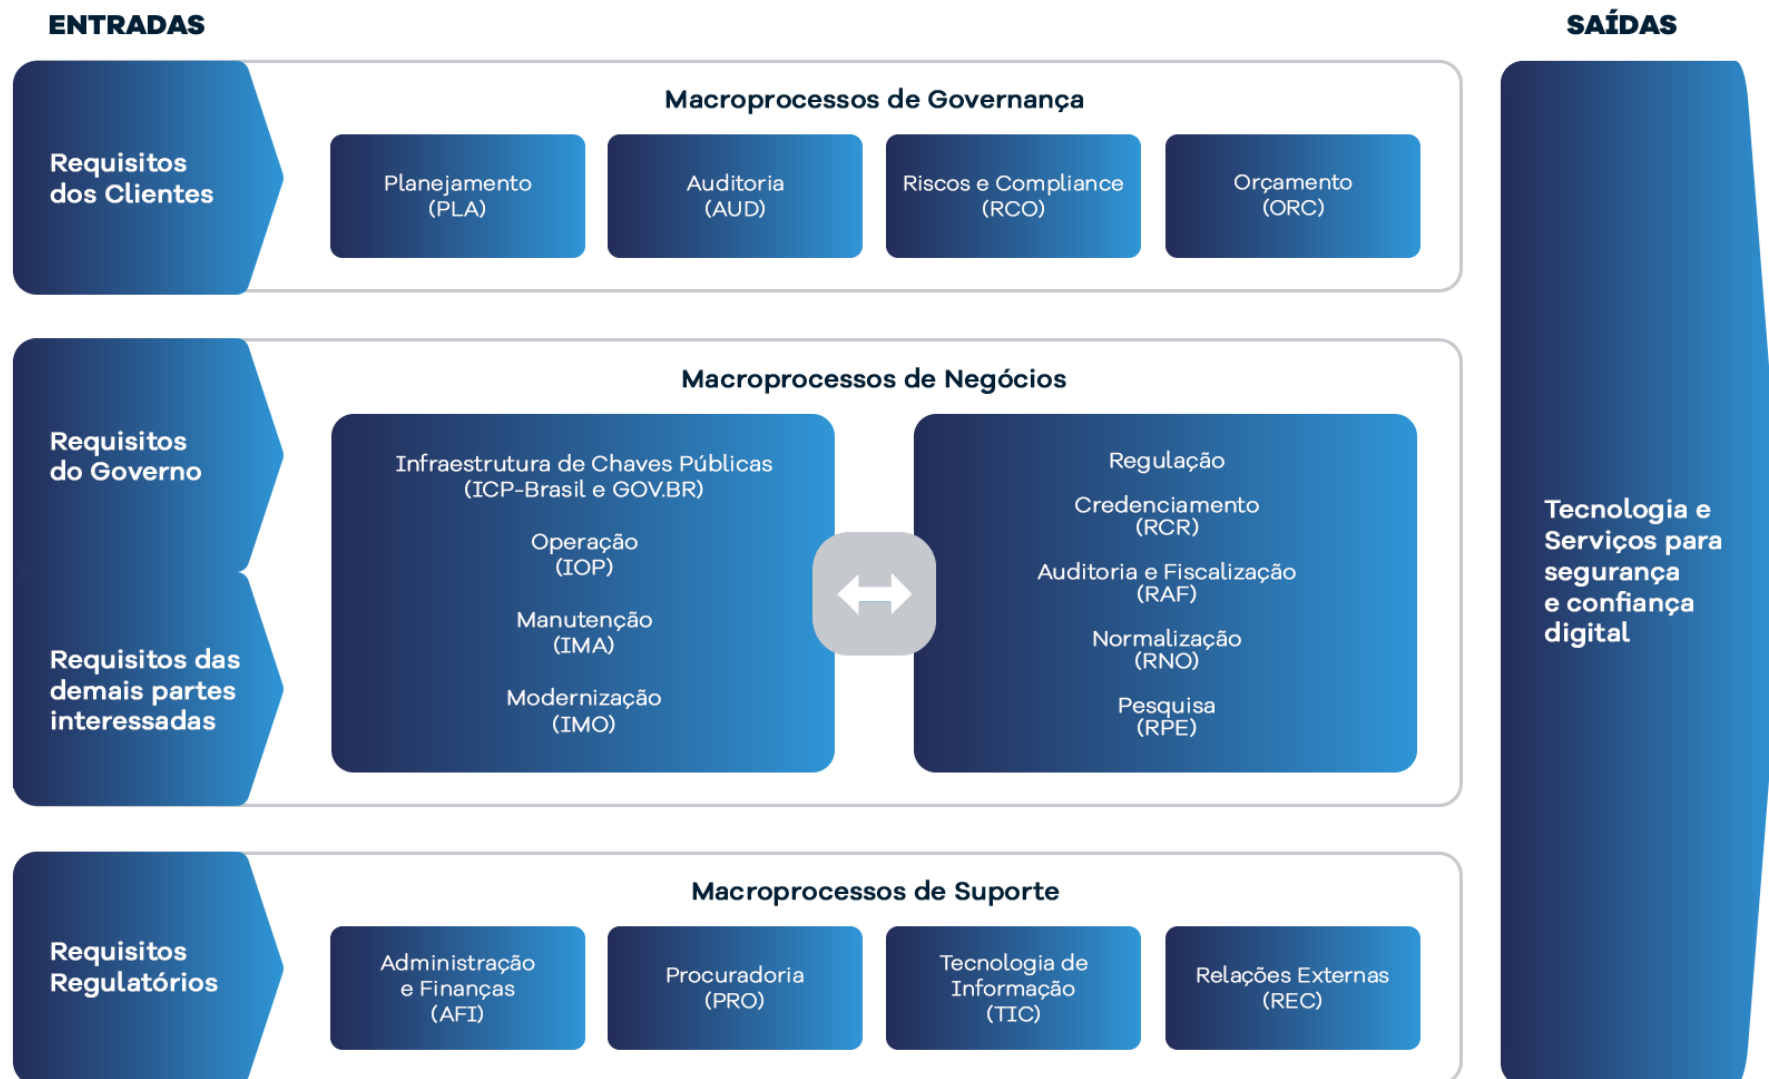 ENTRADAS
SAÍDAS
Requisitos
dos Clientes
Macroprocessos de Governança
Planejamento
(PLA)
Auditoria
(AUD)
Riscos e Compliance
(RCO)
Orçamento
(ORC)
Requisitos
do Governo
Requisitos das
demais partes
interessadas
Macroprocessos de Negócios
Infraestrutura de Chaves Públicas
(ICP-Brasil e GOV.BR)
Operação
(IOP)
Manutenção
(IMA)
Modernização
(IMO)
Regulação
Credenciamento
(RCR)
Auditoria e Fiscalização
(RAF)
Normalização
(RNO)
Pesquisa
(RPE)
Requisitos
Regulatórios
Macroprocessos de Suporte
Administração
e Finanças
(AFI)
Procuradoria
(PRO)
Tecnologia de
Informação
(TIC)
Relações Externas
(REC)
Tecnologia e
Serviços para
segurança
e confiança
digital